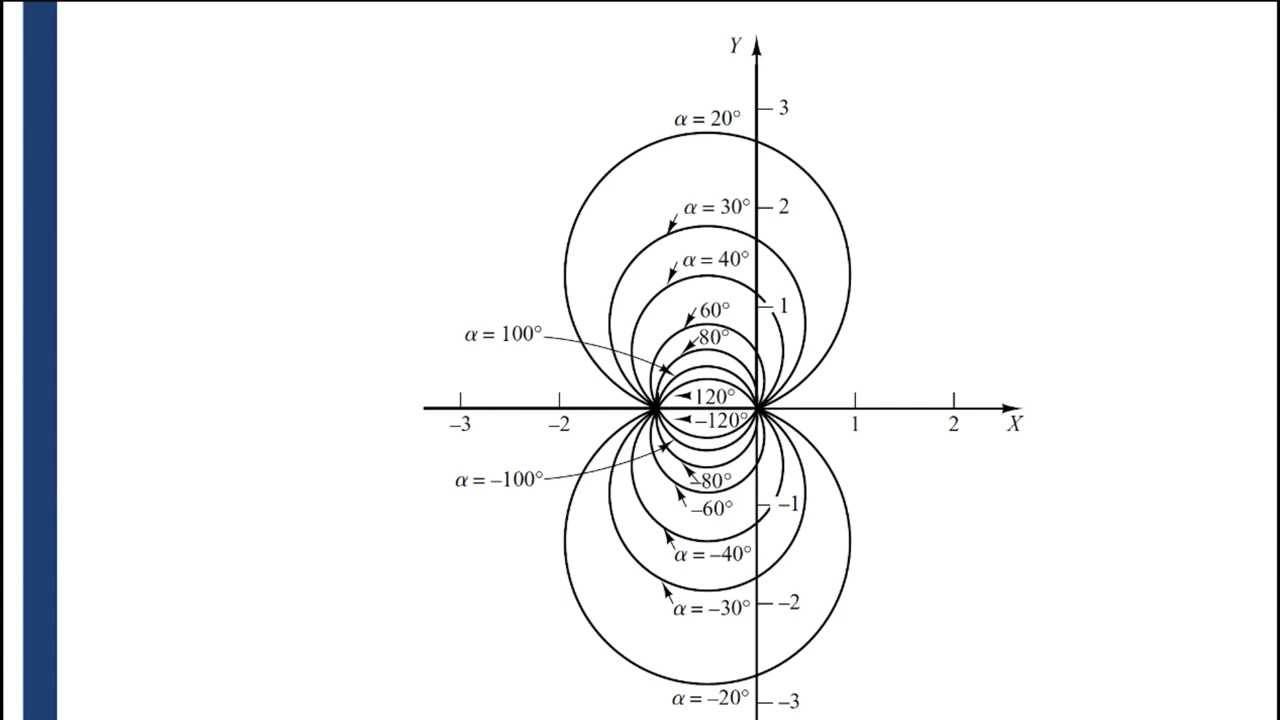 Y
3
α = 20°
α = 30°
2
α = 40°
60°
1
α = 100°
80°
120°
–3
–2
–120°
1
2
X
α = –100°
–80°
–60°
–1
α = –40°
α = –30°
–2
α = –20°
–3